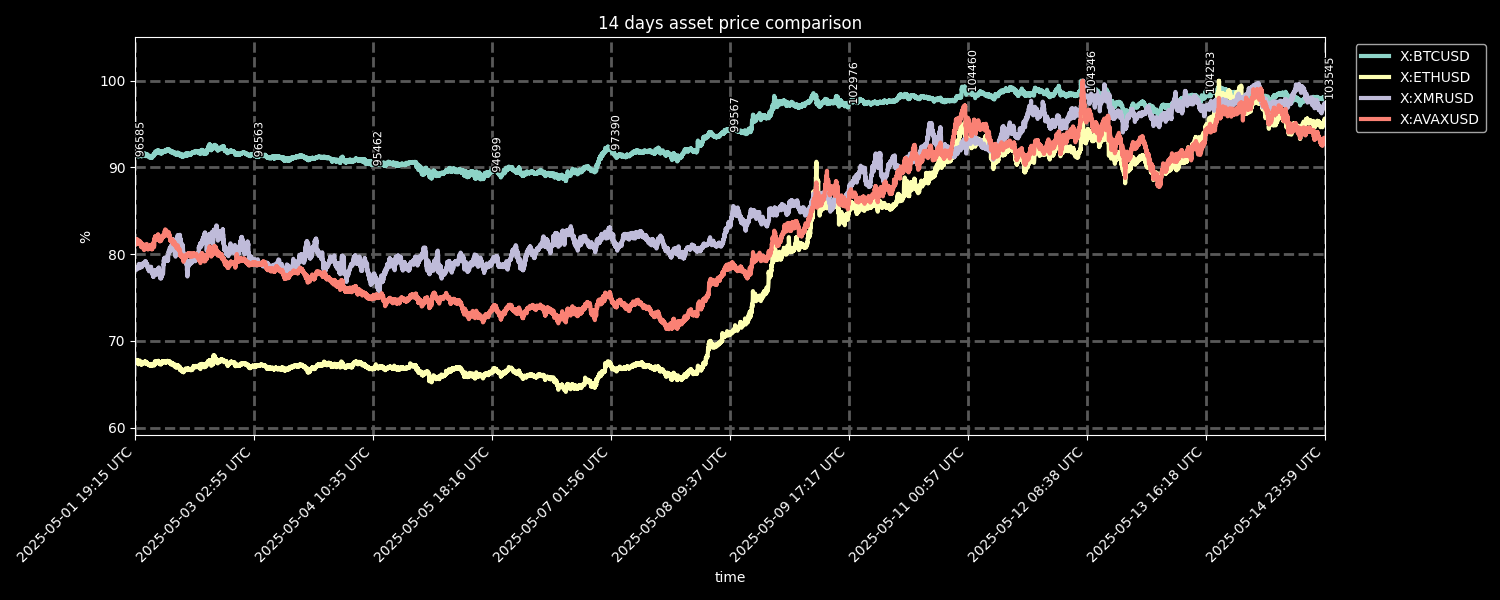 14 days asset price comparison
X:BTCUSD
X:ETHUSD
X:XMRUSD
X:AVAXUSD
100
90
80
70
60
%
96585
96563
95462
94699
97390
99567
102976
104460
104346
104253
103545
2025-05-01 19:15 UTC
2025-05-03 02:55 UTC
2025-05-04 10:35 UTC
2025-05-05 18:16 UTC
2025-05-07 01:56 UTC
2025-05-08 09:37 UTC
2025-05-09 17:17 UTC
2025-05-11 00:57 UTC
2025-05-12 08:38 UTC
2025-05-13 16:18 UTC
2025-05-14 23:59 UTC
time